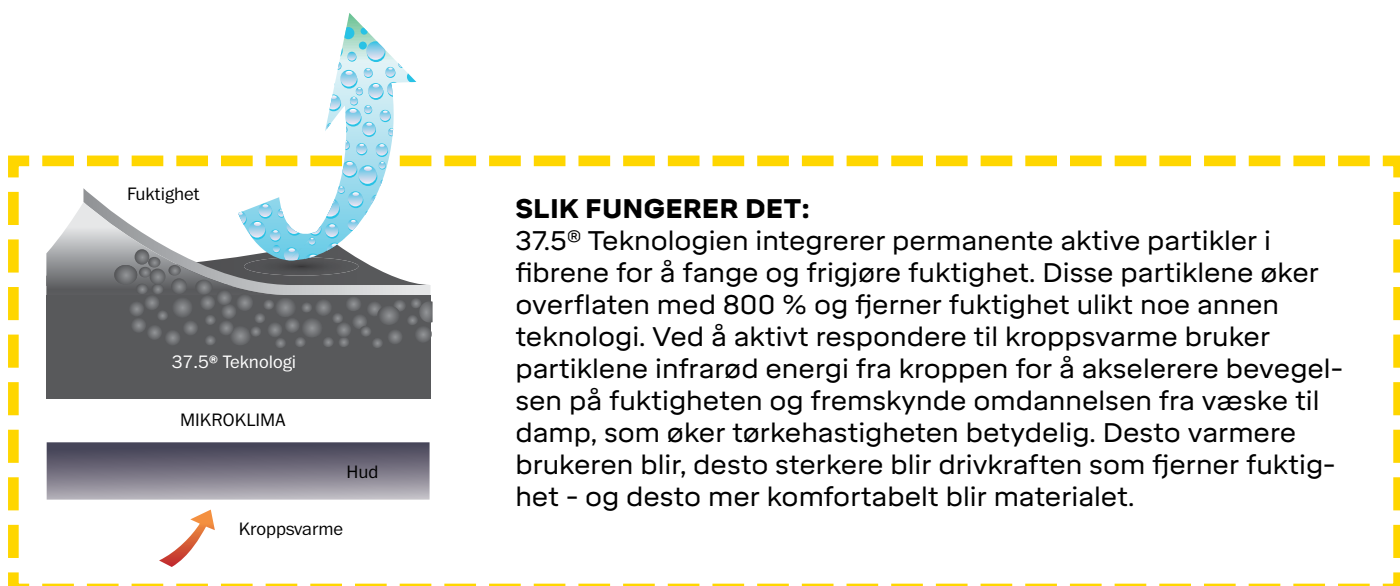 Fuktighet
37.5® Teknologi
MIKROKLIMA
Hud
Kroppsvarme
SLIK FUNGERER DET:
37.5® Teknologien integrerer permanente aktive partikler i
fibrene for å fange og frigjøre fuktighet. Disse partiklene øker
overflaten med 800 % og fjerner fuktighet ulikt noe annen
teknologi. Ved å aktivt respondere til kroppsvarme bruker
partiklene infrarød energi fra kroppen for å akselerere bevegel-
sen på fuktigheten og fremskynde omdannelsen fra væske til
damp, som øker tørkehastigheten betydelig. Desto varmere
brukeren blir, desto sterkere blir drivkraften som fjerner fuktig-
het - og desto mer komfortabelt blir materialet.